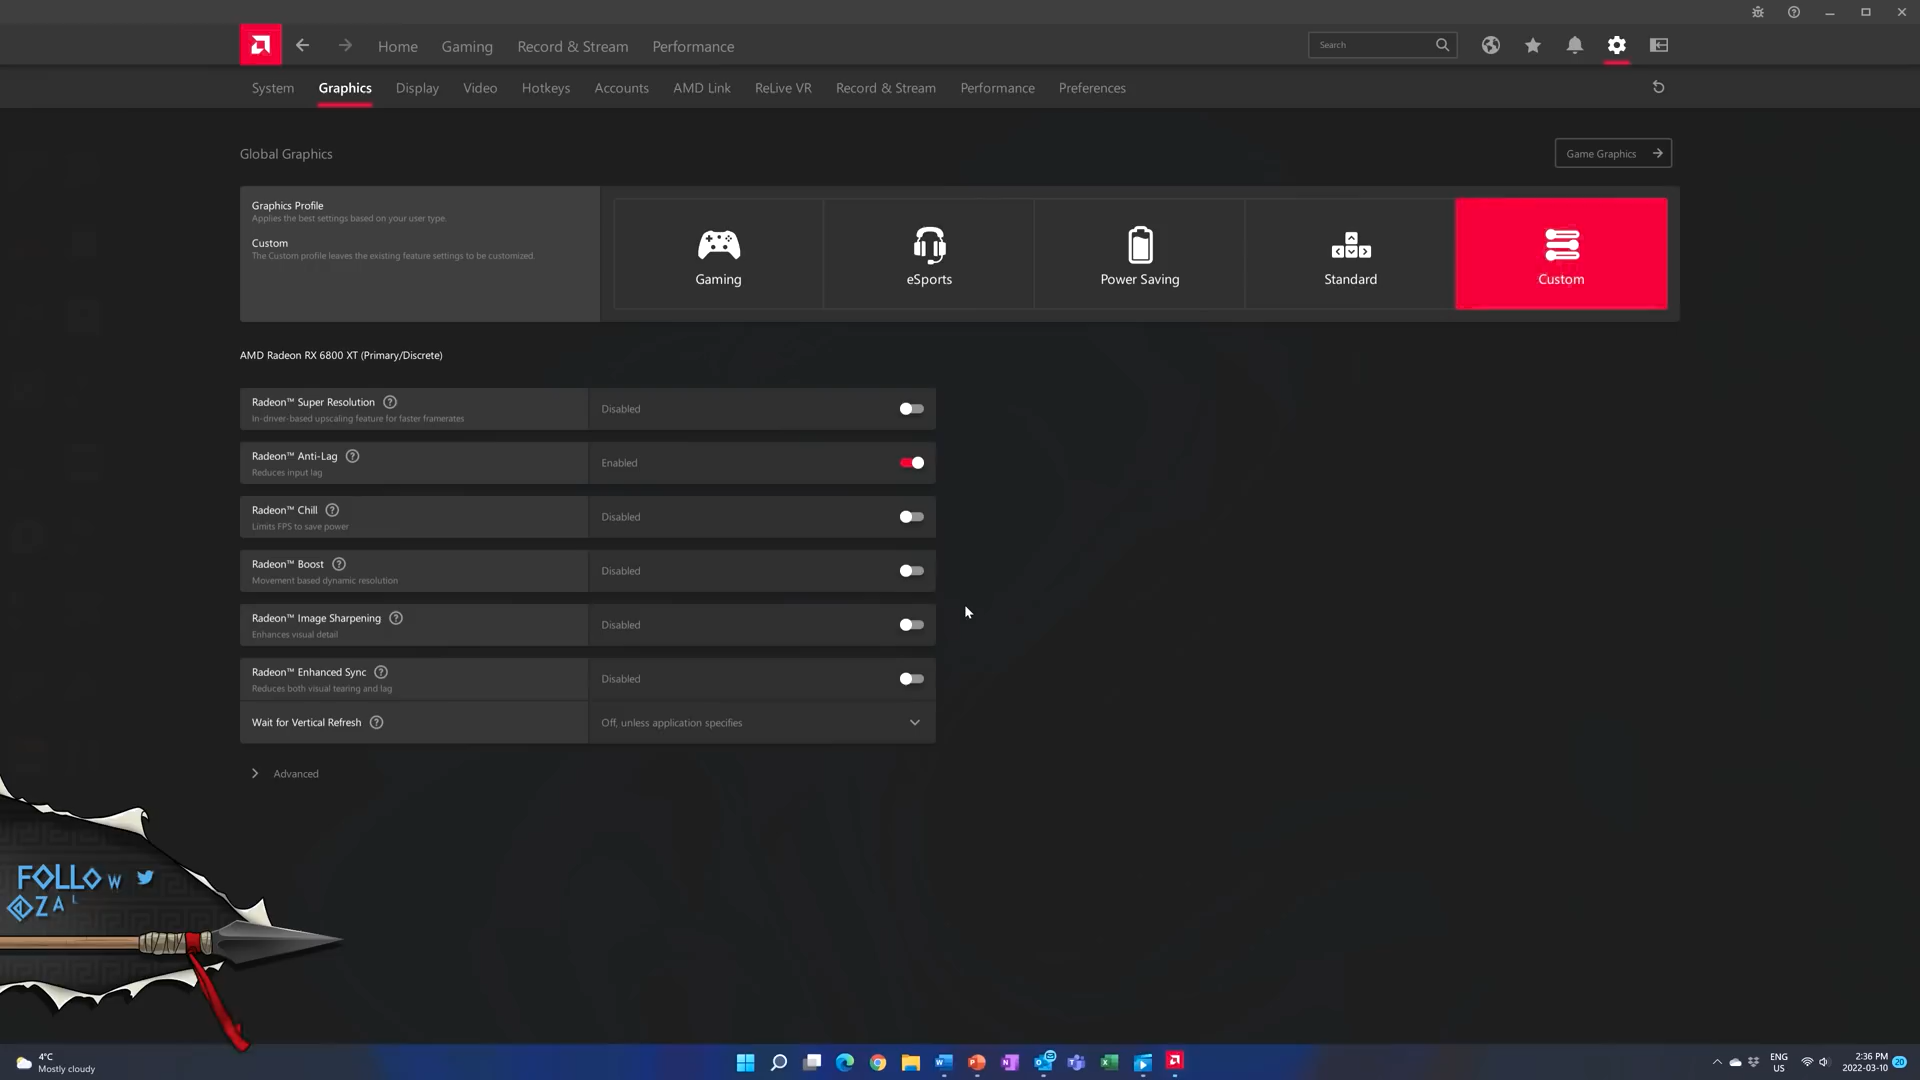 Home
Gaming
Record & Stream
Performance
Search
System
Graphics
Display
Video
Hotkeys
Accounts
AMD Link
ReLive VR
Record & Stream
Performance
Preferences
Global Graphics
Game Graphics
Graphics Profile
Applies the best settings based on your user type.
Custom
The Custom profile leaves the existing feature settings to be customized.
Gaming
eSports
Power Saving
Standard
Custom
AMD Radeon RX 6800 XT (Primary/Discrete)
Radeon™ Super Resolution
In-driver-based upscaling feature for faster framerates
Disabled
Radeon™ Anti-Lag
Reduces input lag
Enabled
Radeon™ Chill
Limits FPS to save power
Disabled
Radeon™ Boost
Movement based dynamic resolution
Disabled
Radeon™ Image Sharpening
Enhances visual detail
Disabled
Radeon™ Enhanced Sync
Reduces both visual tearing and lag
Disabled
Wait for Vertical Refresh
Off, unless application specifies
Advanced
FOLLOW
@ZA
4°C
Mostly cloudy
ENG
US
2:36 PM
2022-03-10
20